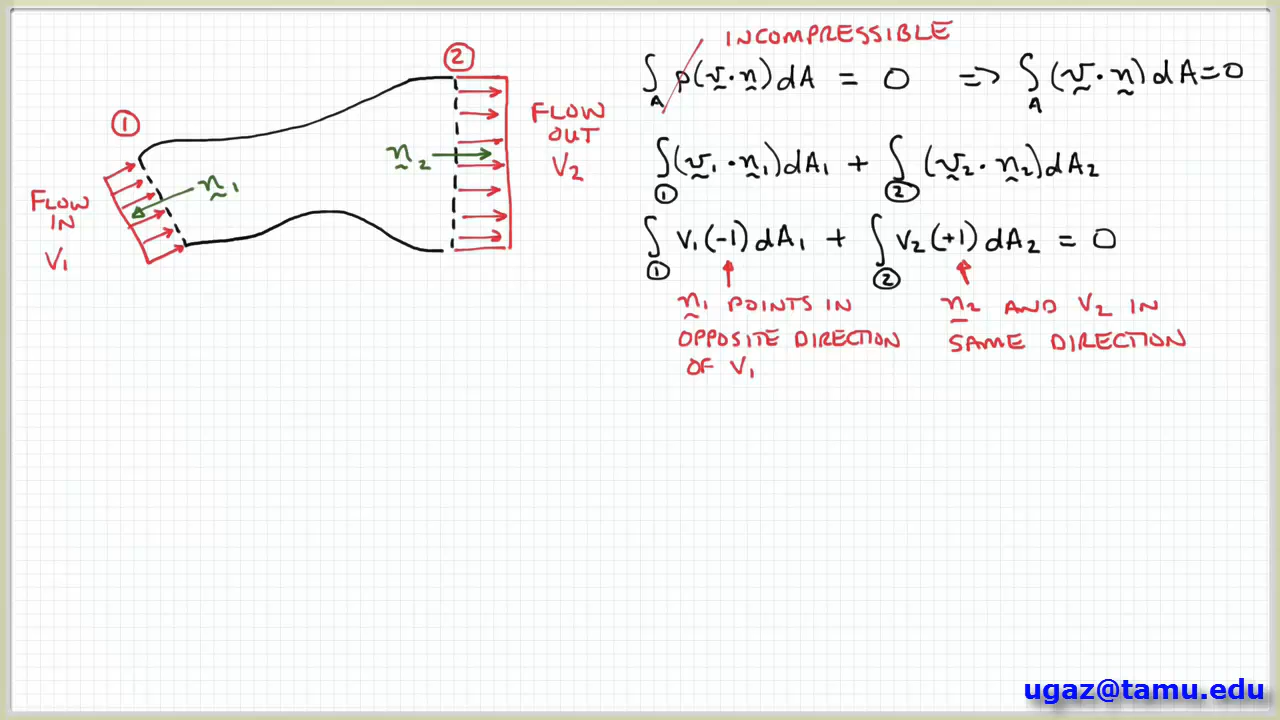 ①
FLOW
IN
V₁
n₁
②
n₂
FLOW
OUT
V₂
INCOMPRESSIBLE
∫_A ρ(v · n)dA = 0 ⟹ ∫_A (v · n)dA = 0
∫_① (v₁ · n₁)dA₁ + ∫_② (v₂ · n₂)dA₂
∫_① V₁(-1)dA₁ + ∫_② V₂(+1)dA₂ = 0
n₁ POINTS IN
OPPOSITE DIRECTION
OF V₁
n₂ AND V₂ IN
SAME DIRECTION
ugaz@tamu.edu